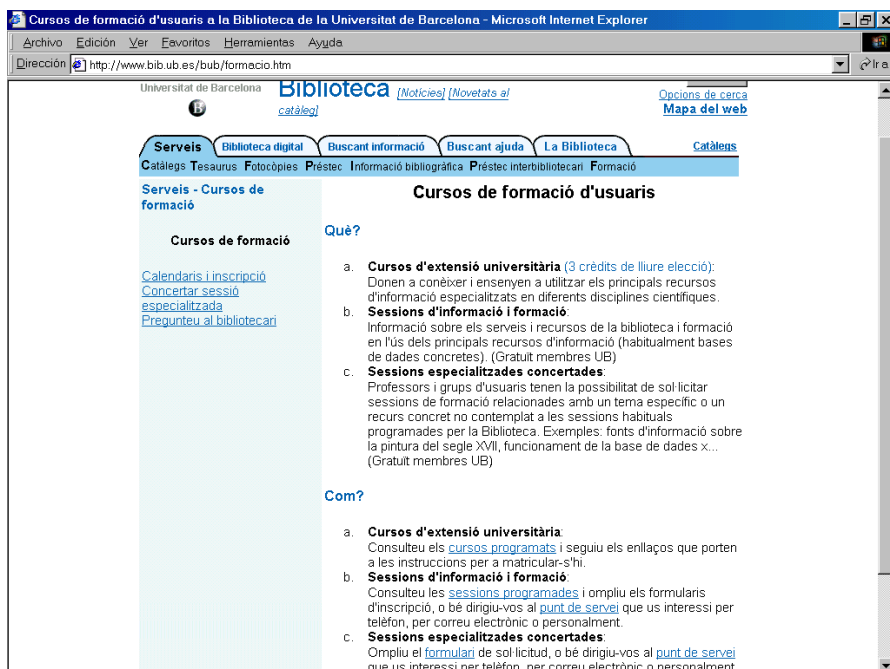 Cursos de formació d'usuaris a la Biblioteca de la Universitat de Barcelona - Microsoft Internet Explorer
Archivo Edición Ver Favoritos Herramientas Ayuda
Dirección http://www.bib.ub.es/bub/formacio.htm Ir a
Universitat de Barcelona
B
Biblioteca [Notícies] [Novetats al
catàleg]
Opcions de cerca
Mapa del web
Serveis Biblioteca digital Buscant informació Buscant ajuda La Biblioteca Catàlegs
Catàlegs Tesaurus Fotocòpies Préstec Informació bibliogràfica Préstec interbibliotecari Formació
Serveis - Cursos de
formació
Cursos de formació
Calendaris i inscripció
Concertar sessió
especialitzada
Pregunteu al bibliotecari
Cursos de formació d'usuaris
Què?
a. Cursos d'extensió universitària (3 crèdits de lliure elecció):
Donen a conèixer i ensenyen a utilitzar els principals recursos
d'informació especialitzats en diferents disciplines científiques.
b. Sessions d'informació i formació:
Informació sobre els serveis i recursos de la biblioteca i formació
en l'ús dels principals recursos d'informació (habitualment bases
de dades concretes). (Gratuït membres UB)
c. Sessions especialitzades concertades:
Professors i grups d'usuaris tenen la possibilitat de sol·licitar
sessions de formació relacionades amb un tema específic o un
recurs concret no contemplat a les sessions habituals
programades per la Biblioteca. Exemples: fonts d'informació sobre
la pintura del segle XVII, funcionament de la base de dades x...
(Gratuït membres UB)
Com?
a. Cursos d'extensió universitària:
Consulteu els cursos programats i seguiu els enllaços que porten
a les instruccions per a matricular-s'hi.
b. Sessions d'informació i formació:
Consulteu les sessions programades i ompliu els formularis
d'inscripció, o bé dirigiu-vos al punt de servei que us interessi per
telèfon, per correu electrònic o personalment.
c. Sessions especialitzades concertades:
Ompliu el formulari de sol·licitud, o bé dirigiu-vos al punt de servei
que us interessi per telèfon, per correu electrònic o personalment